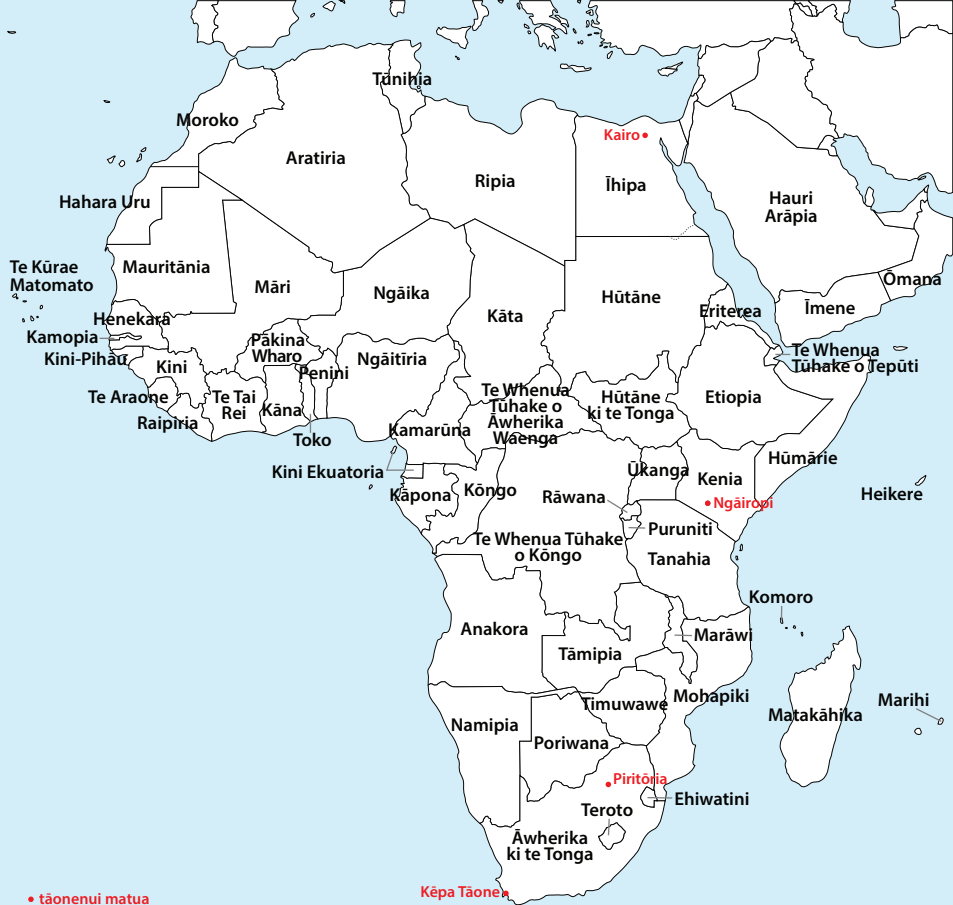 Tūnihia
Moroko
Kairo
Aratiria
Ripia
Īhipa
Hahara Uru
Hauri
Arāpia
Te Kūrae
Matomato
Mauritānia
Māri
Ngāika
Hūtāne
Ōmana
Kāta
Eriterea
Īmene
Henekarā
Kamopia
Kini-Pihāu
Pākina
Wharo
Ngāitīria
Te Whenua
Tūhake o Tepūti
Kini
Penini
Te Araone
Te Tai
Rei
Kāna
Raipiria
Toko
Te Whenua
Tūhake o
Āwherika
Waenga
Hūtāne
ki te Tonga
Etiopia
Kamarūna
Hūmārie
Kini Ekuatoria
Ūkanga
Kenia
Kāpona
Kōngo
Rāwana
Ngāiropi
Heikere
Puruniti
Te Whenua Tūhake
o Kōngo
Tanahia
Komoro
Anakora
Marāwi
Tāmipia
Mohapiki
Timuwawe
Matakāhika
Marihi
Namipia
Poriwana
Piritōria
Ehiwatini
Teroto
Āwherika
ki te Tonga
Kēpa Tāone
tāonenui matua